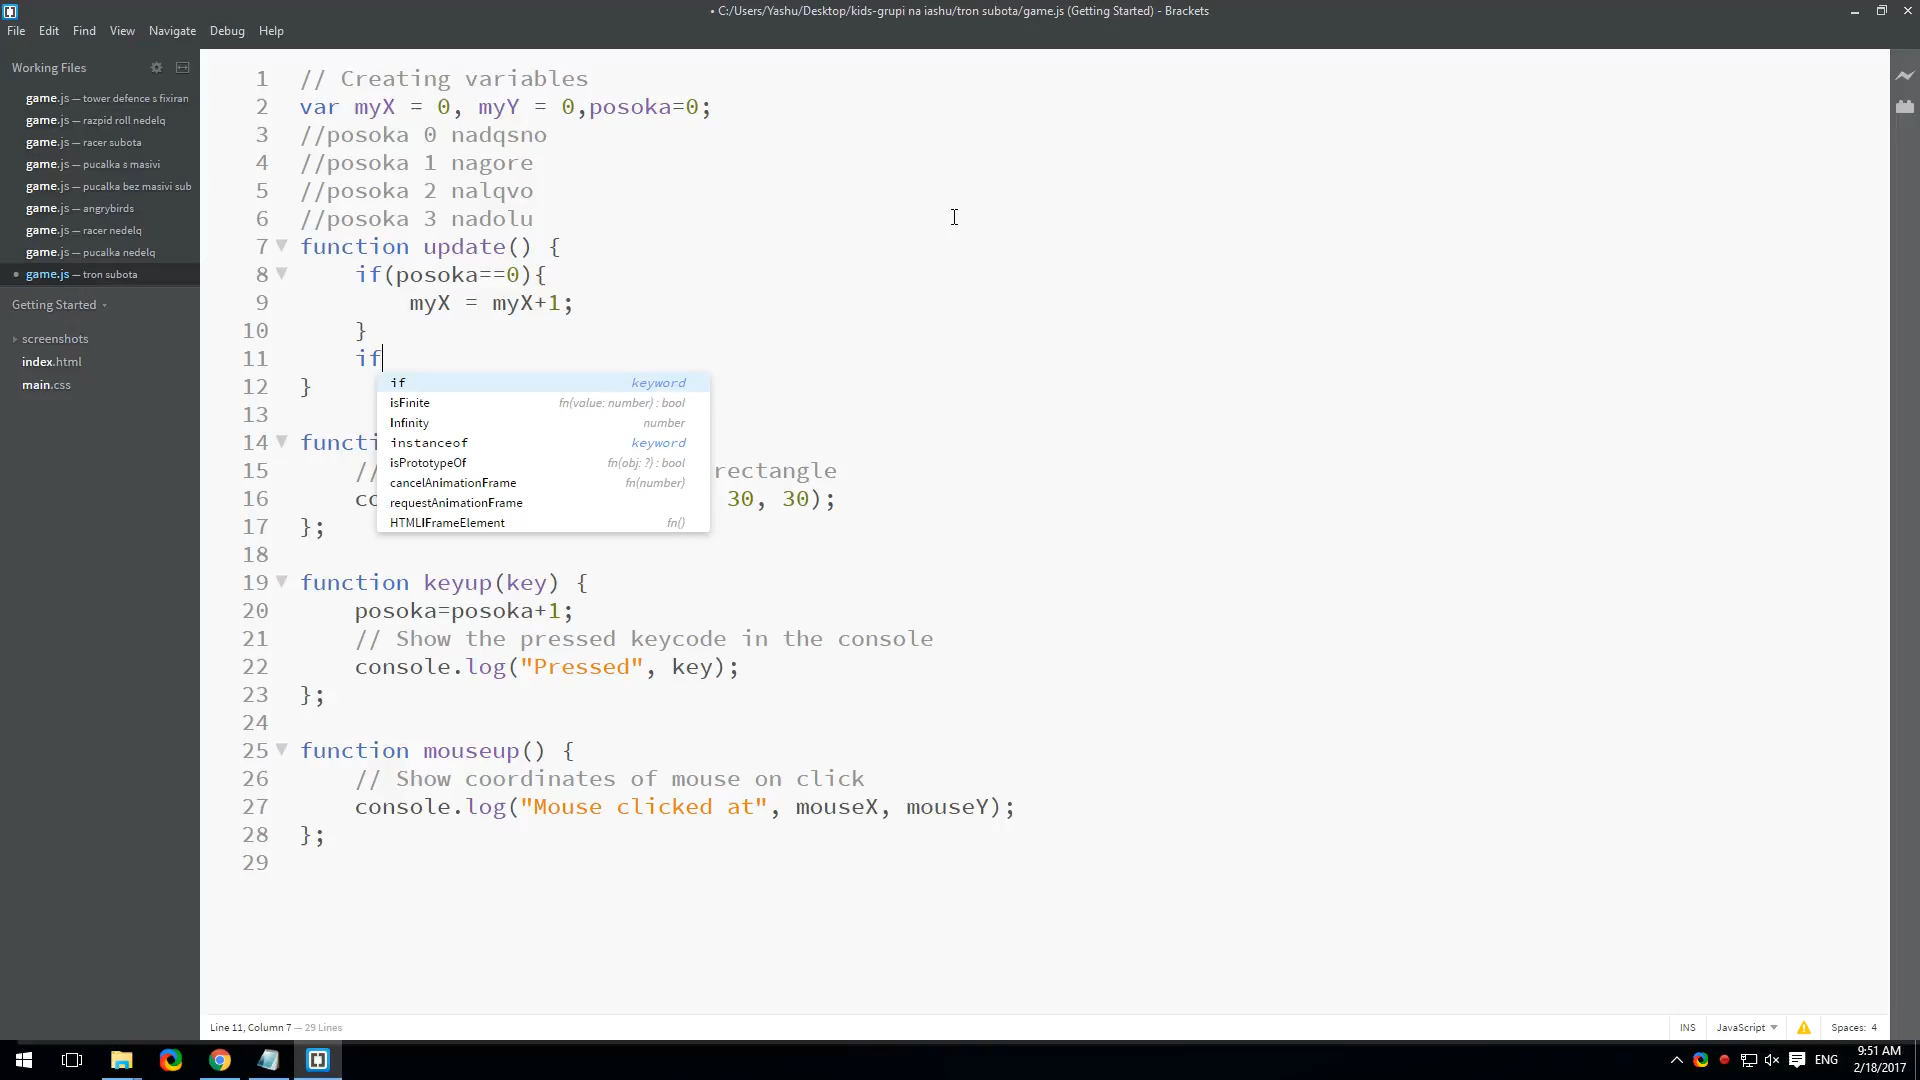 • C:/Users/Yashu/Desktop/kids-grupi na iashu/tron subota/game.js (Getting Started) - Brackets
File Edit Find View Navigate Debug Help
Working Files
game.js — tower defence s fixiran
game.js — razpid roll nedelq
game.js — racer subota
game.js — pucalka s masivi
game.js — pucalka bez masivi sub
game.js — angrybirds
game.js — racer nedelq
game.js — pucalka nedelq
game.js — tron subota
Getting Started
screenshots
index.html
main.css
1 // Creating variables
2 var myX = 0, myY = 0,posoka=0;
3 //posoka 0 nadqsno
4 //posoka 1 nagore
5 //posoka 2 nalqvo
6 //posoka 3 nadolu
7 function update() {
8 if(posoka==0){
9 myX = myX+1;
10 }
11 if
12 }
13
14 functi
15 // rectangle
16 co 30, 30);
17 };
18
19 function keyup(key) {
20 posoka=posoka+1;
21 // Show the pressed keycode in the console
22 console.log("Pressed", key);
23 };
24
25 function mouseup() {
26 // Show coordinates of mouse on click
27 console.log("Mouse clicked at", mouseX, mouseY);
28 };
29
if keyword
isFinite fn(value: number) : bool
Infinity number
instanceof keyword
isPrototypeOf fn(obj: ?) : bool
cancelAnimationFrame fn(number)
requestAnimationFrame
HTMLIFrameElement fn()
Line 11, Column 7 — 29 Lines
INS JavaScript Spaces: 4
ENG
9:51 AM
2/18/2017